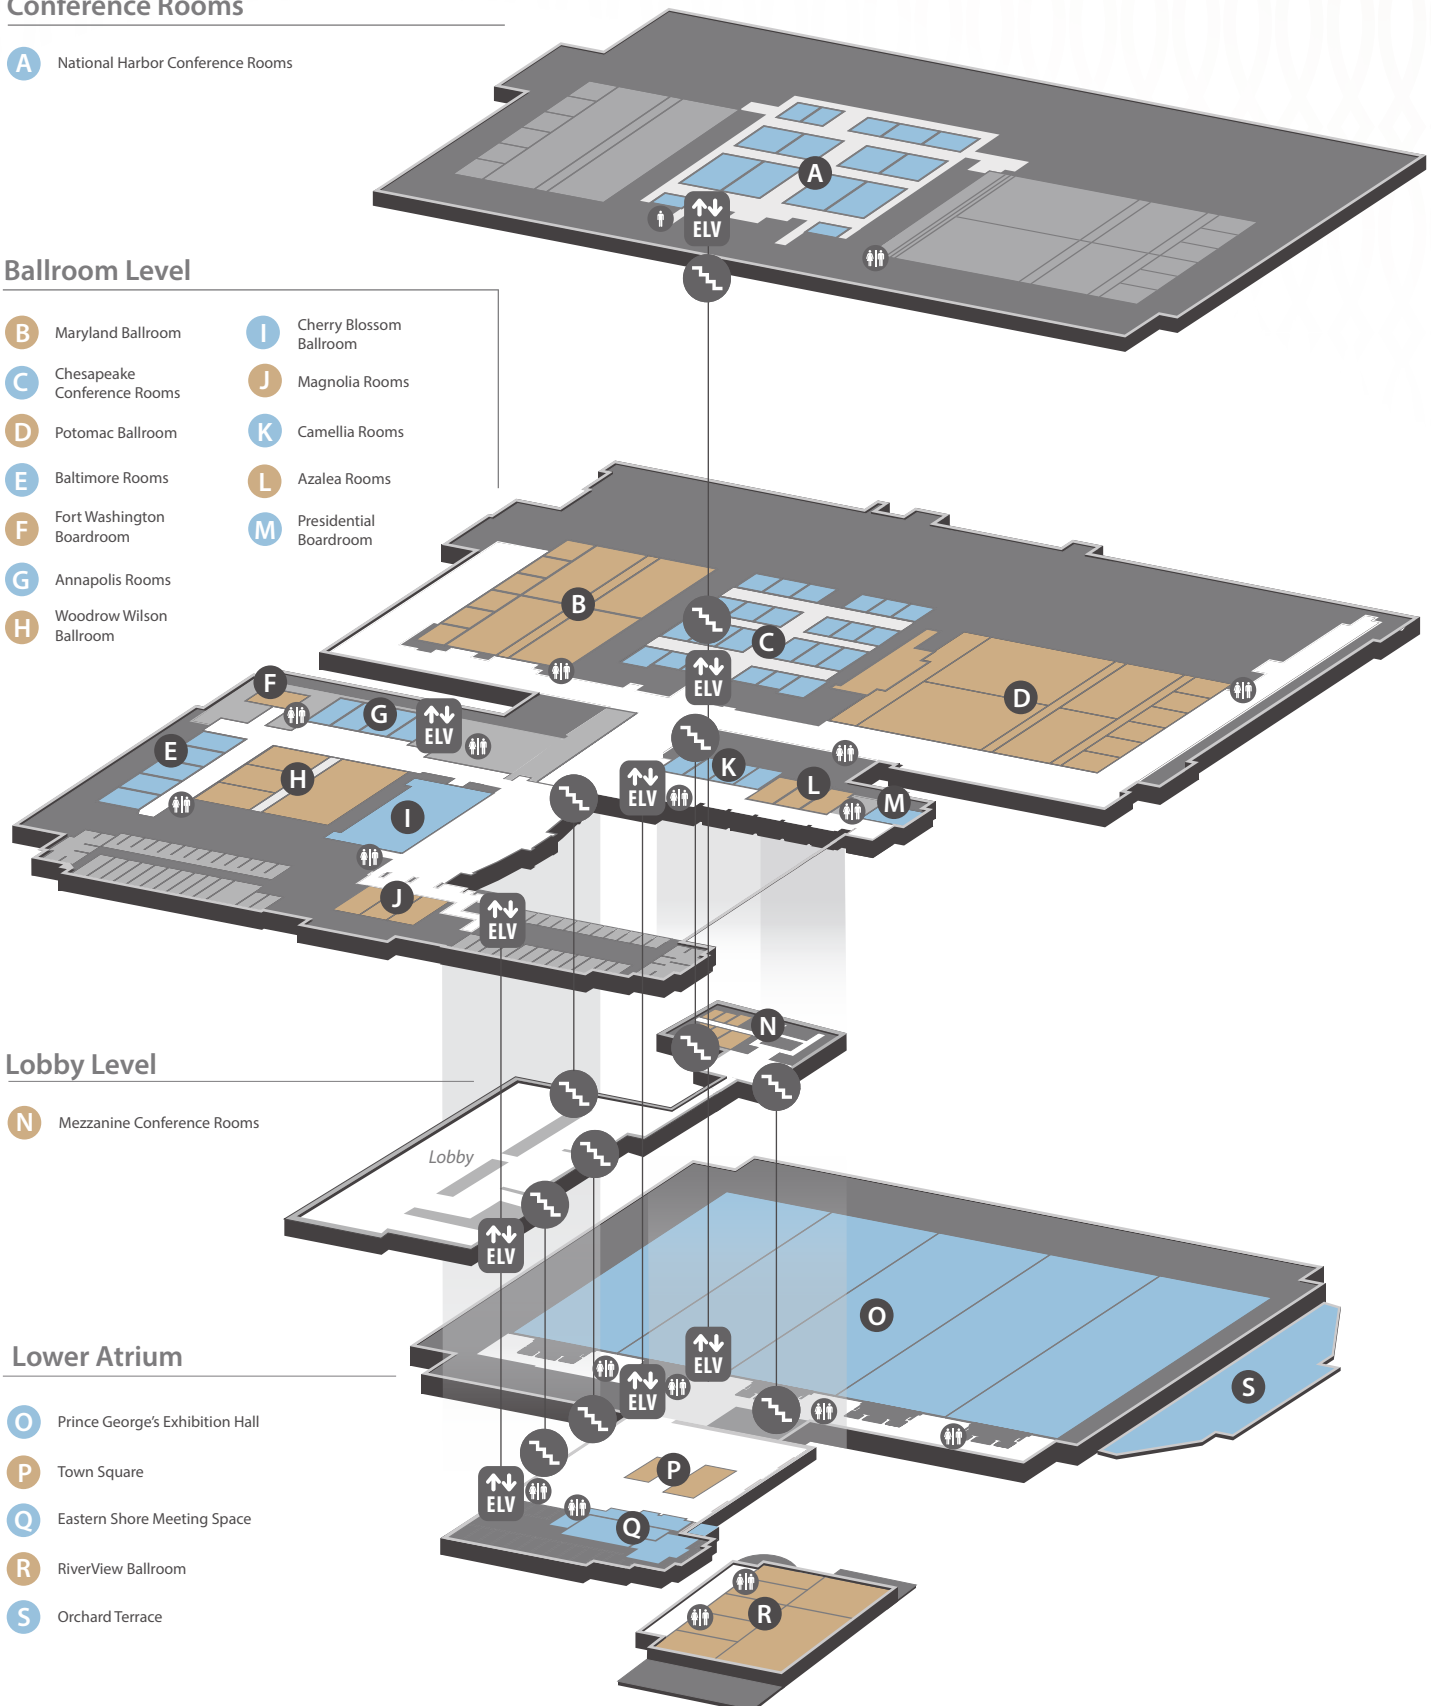 Conference Rooms
A National Harbor Conference Rooms
A
ELV
Ballroom Level
B Maryland Ballroom
C Chesapeake
Conference Rooms
D Potomac Ballroom
E Baltimore Rooms
F Fort Washington
Boardroom
G Annapolis Rooms
H Woodrow Wilson
Ballroom
I Cherry Blossom
Ballroom
J Magnolia Rooms
K Camellia Rooms
L Azalea Rooms
M Presidential
Boardroom
B
C
ELV
D
F
G
ELV
E
H
I
K
ELV
L
M
J
ELV
Lobby Level
N Mezzanine Conference Rooms
N
Lobby
ELV
Lower Atrium
O Prince George's Exhibition Hall
P Town Square
Q Eastern Shore Meeting Space
R RiverView Ballroom
S Orchard Terrace
O
ELV
ELV
S
P
ELV
Q
R